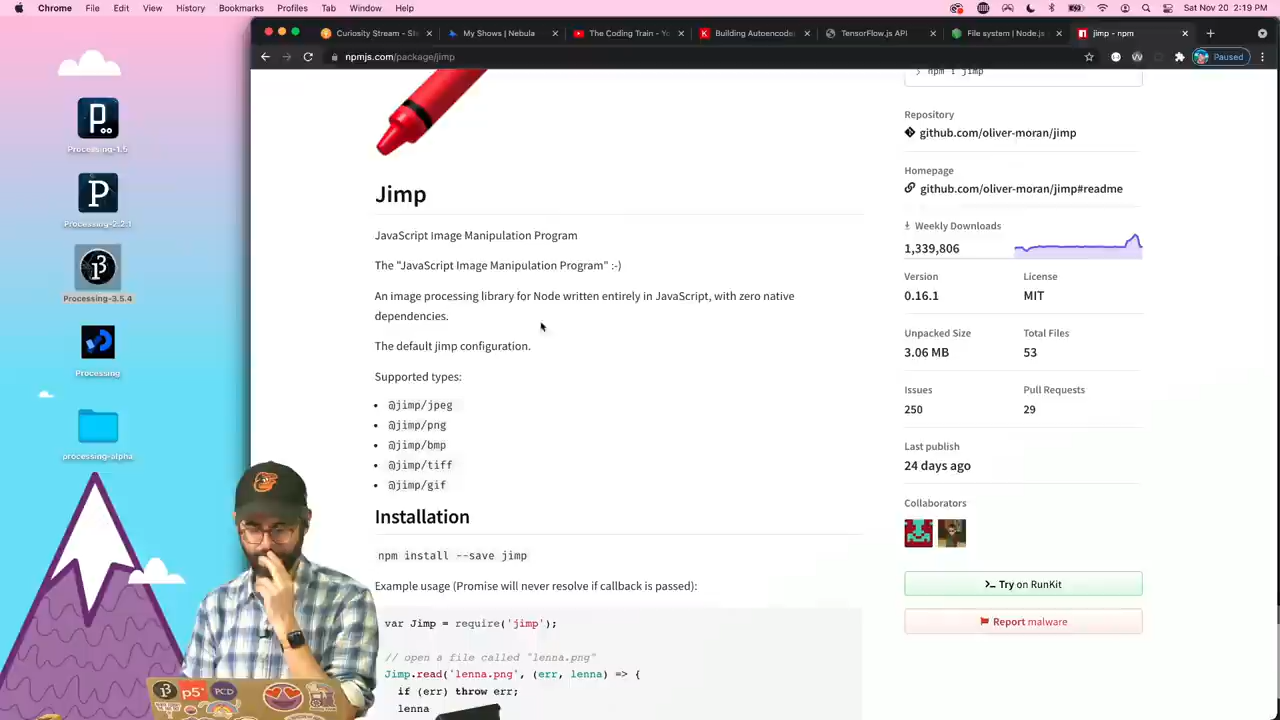 Chrome File Edit View History Bookmarks Profiles Tab Window Help Sat Nov 20 2:19 PM
Curiosity Stream - St My Shows | Nebula The Coding Train - Yo Building Autoencod TensorFlow.js API File system | Node.js jimp - npm
npmjs.com/package/jimp Paused
Processing-1.5
Processing-2.2.1
Processing-3.5.4
Processing
processing-alpha
Jimp
JavaScript Image Manipulation Program
The "JavaScript Image Manipulation Program" :-)
An image processing library for Node written entirely in JavaScript, with zero native
dependencies.
The default jimp configuration.
Supported types:
• @jimp/jpeg
• @jimp/png
• @jimp/bmp
• @jimp/tiff
• @jimp/gif
Installation
npm install --save jimp
Example usage (Promise will never resolve if callback is passed):
var Jimp = require('jimp');
// open a file called "lenna.png"
Jimp.read('lenna.png', (err, lenna) => {
if (err) throw err;
lenna
> npm i jimp
Repository
github.com/oliver-moran/jimp
Homepage
github.com/oliver-moran/jimp#readme
Weekly Downloads
1,339,806
Version License
0.16.1 MIT
Unpacked Size Total Files
3.06 MB 53
Issues Pull Requests
250 29
Last publish
24 days ago
Collaborators
Try on RunKit
Report malware
p5* PCD